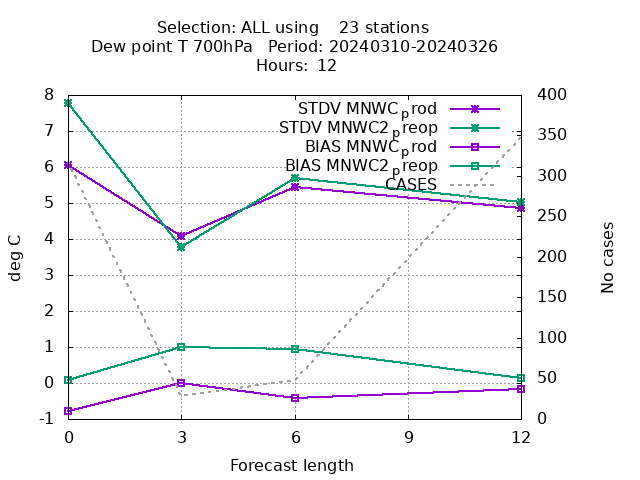 Selection: ALL using    23 stations
Dew point T 700hPa   Period: 20240310-20240326
Hours: 12
8
7
6
5
4
3
2
1
0
-1
deg C
STDV MNWC_prod
STDV MNWC2_preop
BIAS MNWC_prod
BIAS MNWC2_preop
CASES
400
350
300
250
200
150
100
50
0
No cases
0 3 6 9 12
Forecast length